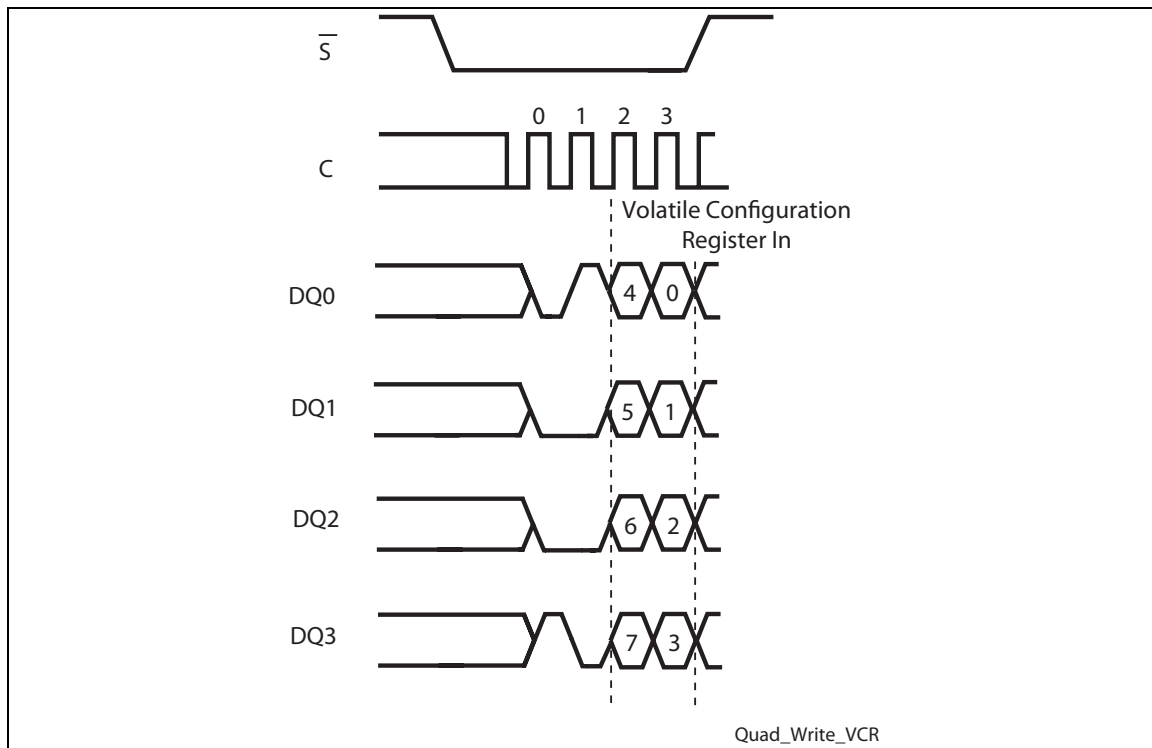 S
0 1 2 3
C
Volatile Configuration
Register In
DQ0 4 0
DQ1 5 1
DQ2 6 2
DQ3 7 3
Quad_Write_VCR